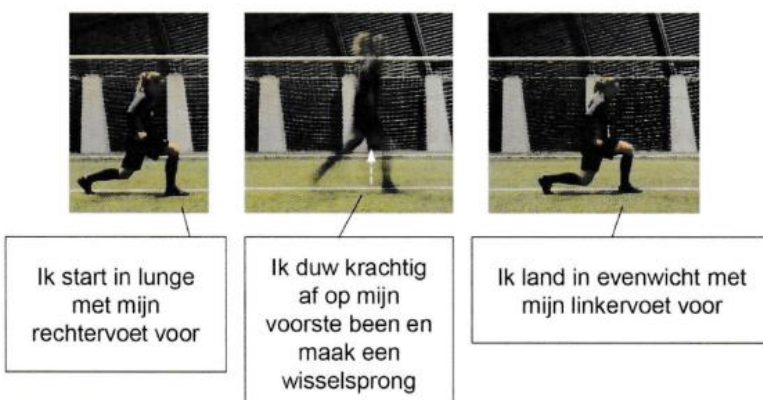 Ik start in lunge
met mijn
rechtervoet voor
Ik duw krachtig
af op mijn
voorste been en
maak een
wisselsprong
Ik land in evenwicht met
mijn linkervoet voor